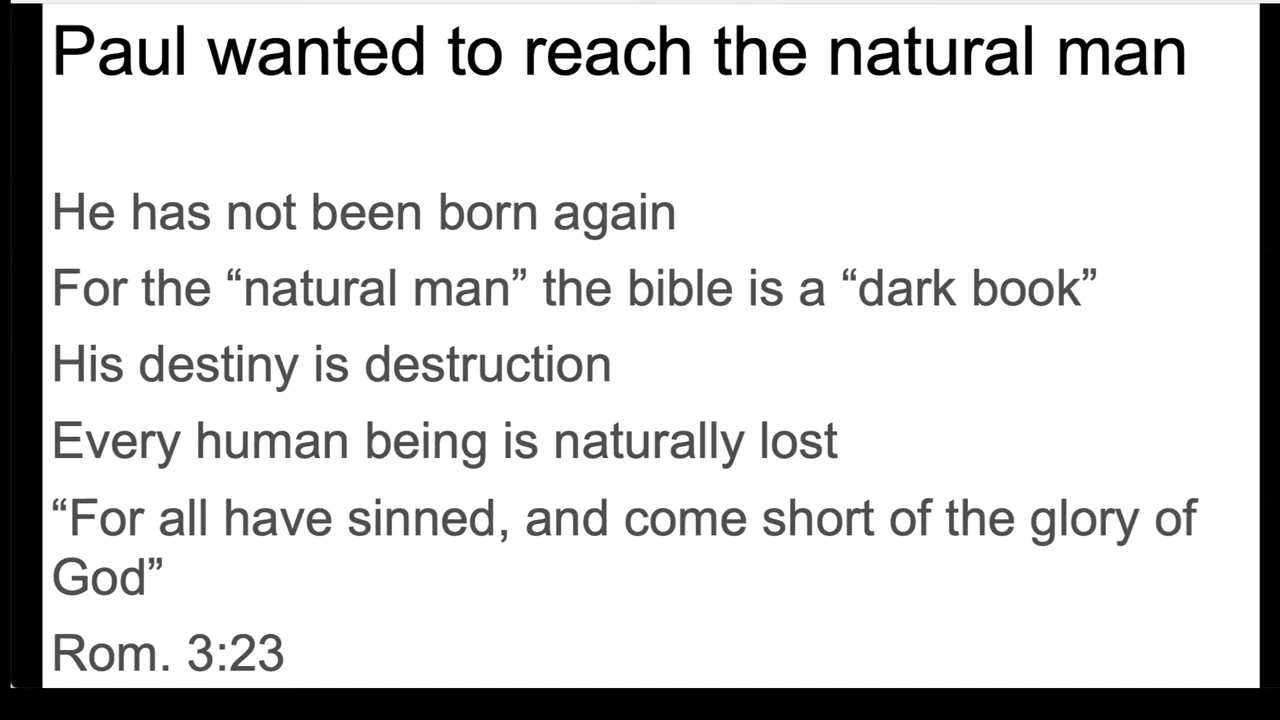 Paul wanted to reach the natural man
He has not been born again
For the “natural man” the bible is a “dark book”
His destiny is destruction
Every human being is naturally lost
“For all have sinned, and come short of the glory of
God”
Rom. 3:23